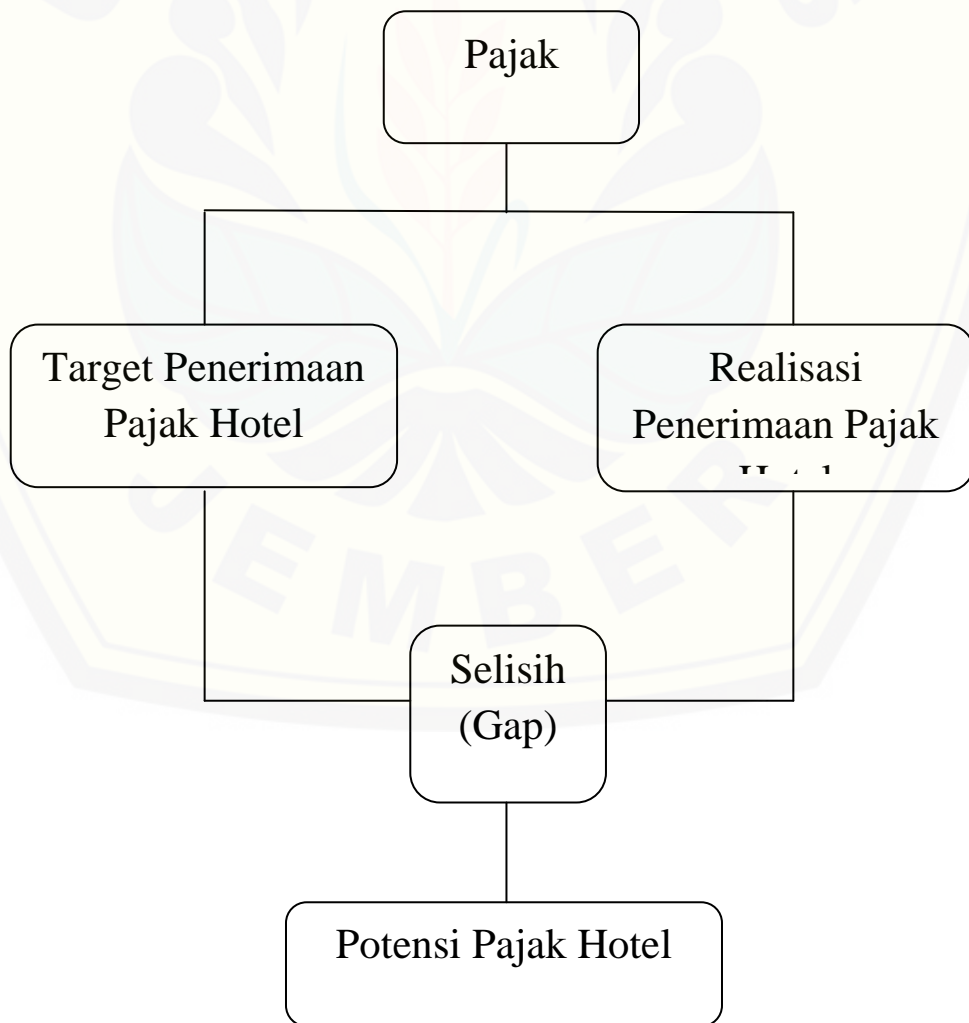 Pajak
Target Penerimaan
Pajak Hotel
Realisasi
Penerimaan Pajak
Selisih
(Gap)
Potensi Pajak Hotel